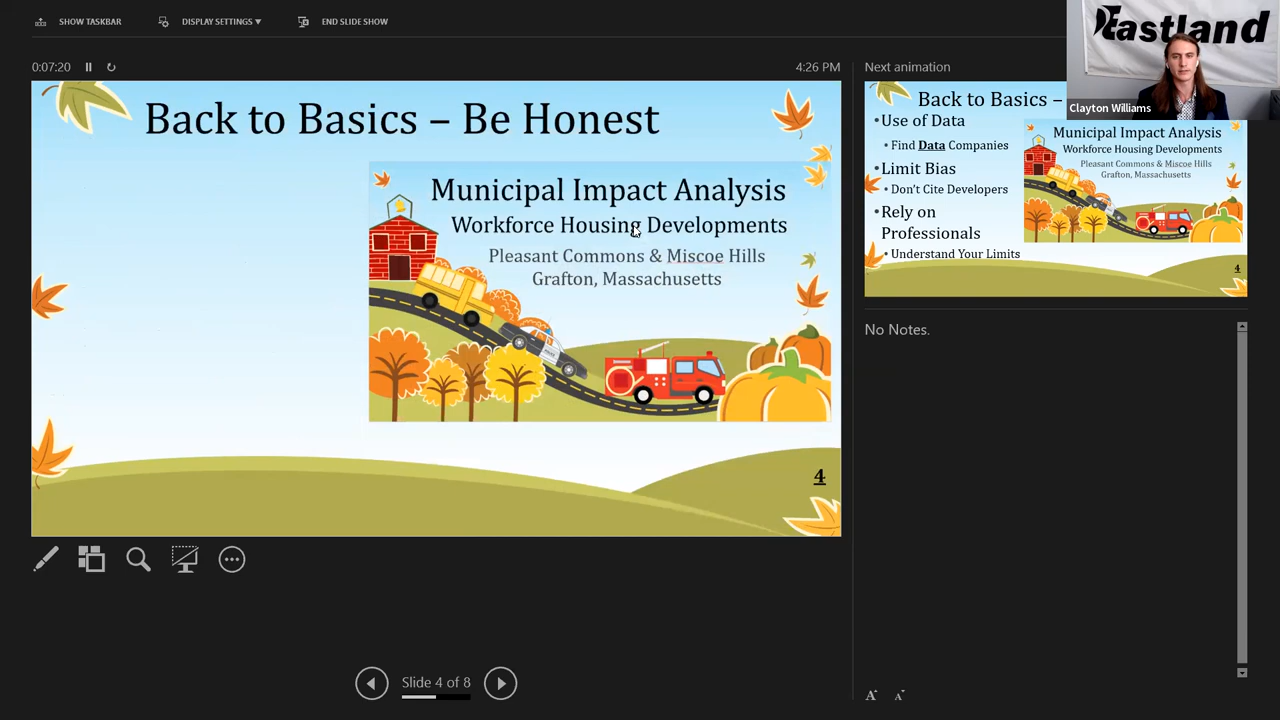 SHOW TASKBAR
DISPLAY SETTINGS ▼
END SLIDE SHOW
Eastland
0:07:20
4:26 PM
Next animation
Clayton Williams
Back to Basics – Be Honest
Municipal Impact Analysis
Workforce Housing Developments
Pleasant Commons & Miscoe Hills
Grafton, Massachusetts
POLICE
4
Back to Basics –
•Use of Data
• Find Data Companies
•Limit Bias
• Don't Cite Developers
•Rely on
Professionals
• Understand Your Limits
Municipal Impact Analysis
Workforce Housing Developments
Pleasant Commons & Miscoe Hills
Grafton, Massachusetts
4
No Notes.
Slide 4 of 8
A
A